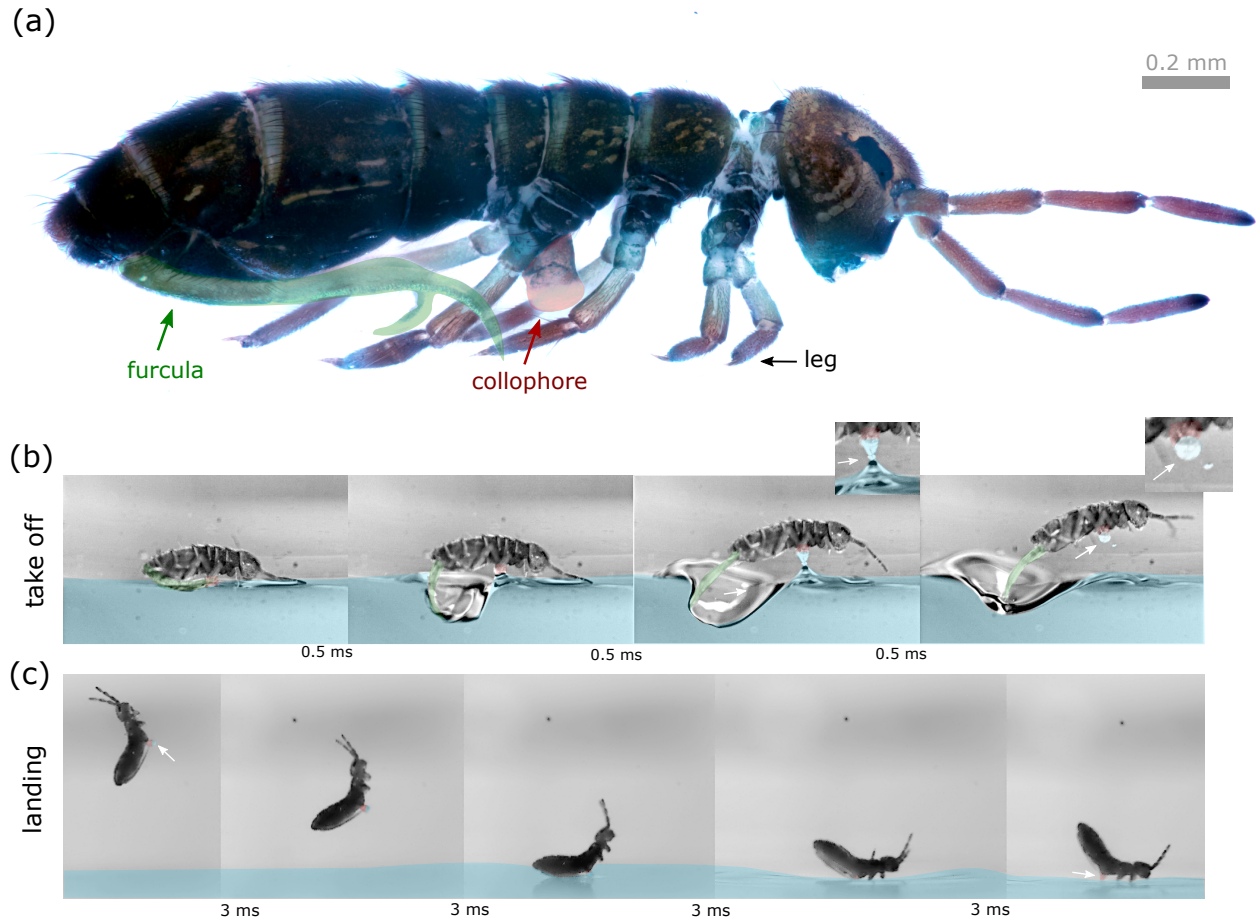 (a)
0.2 mm
furcula
collophore
leg
(b)
take off
0.5 ms
0.5 ms
0.5 ms
(c)
landing
3 ms
3 ms
3 ms
3 ms